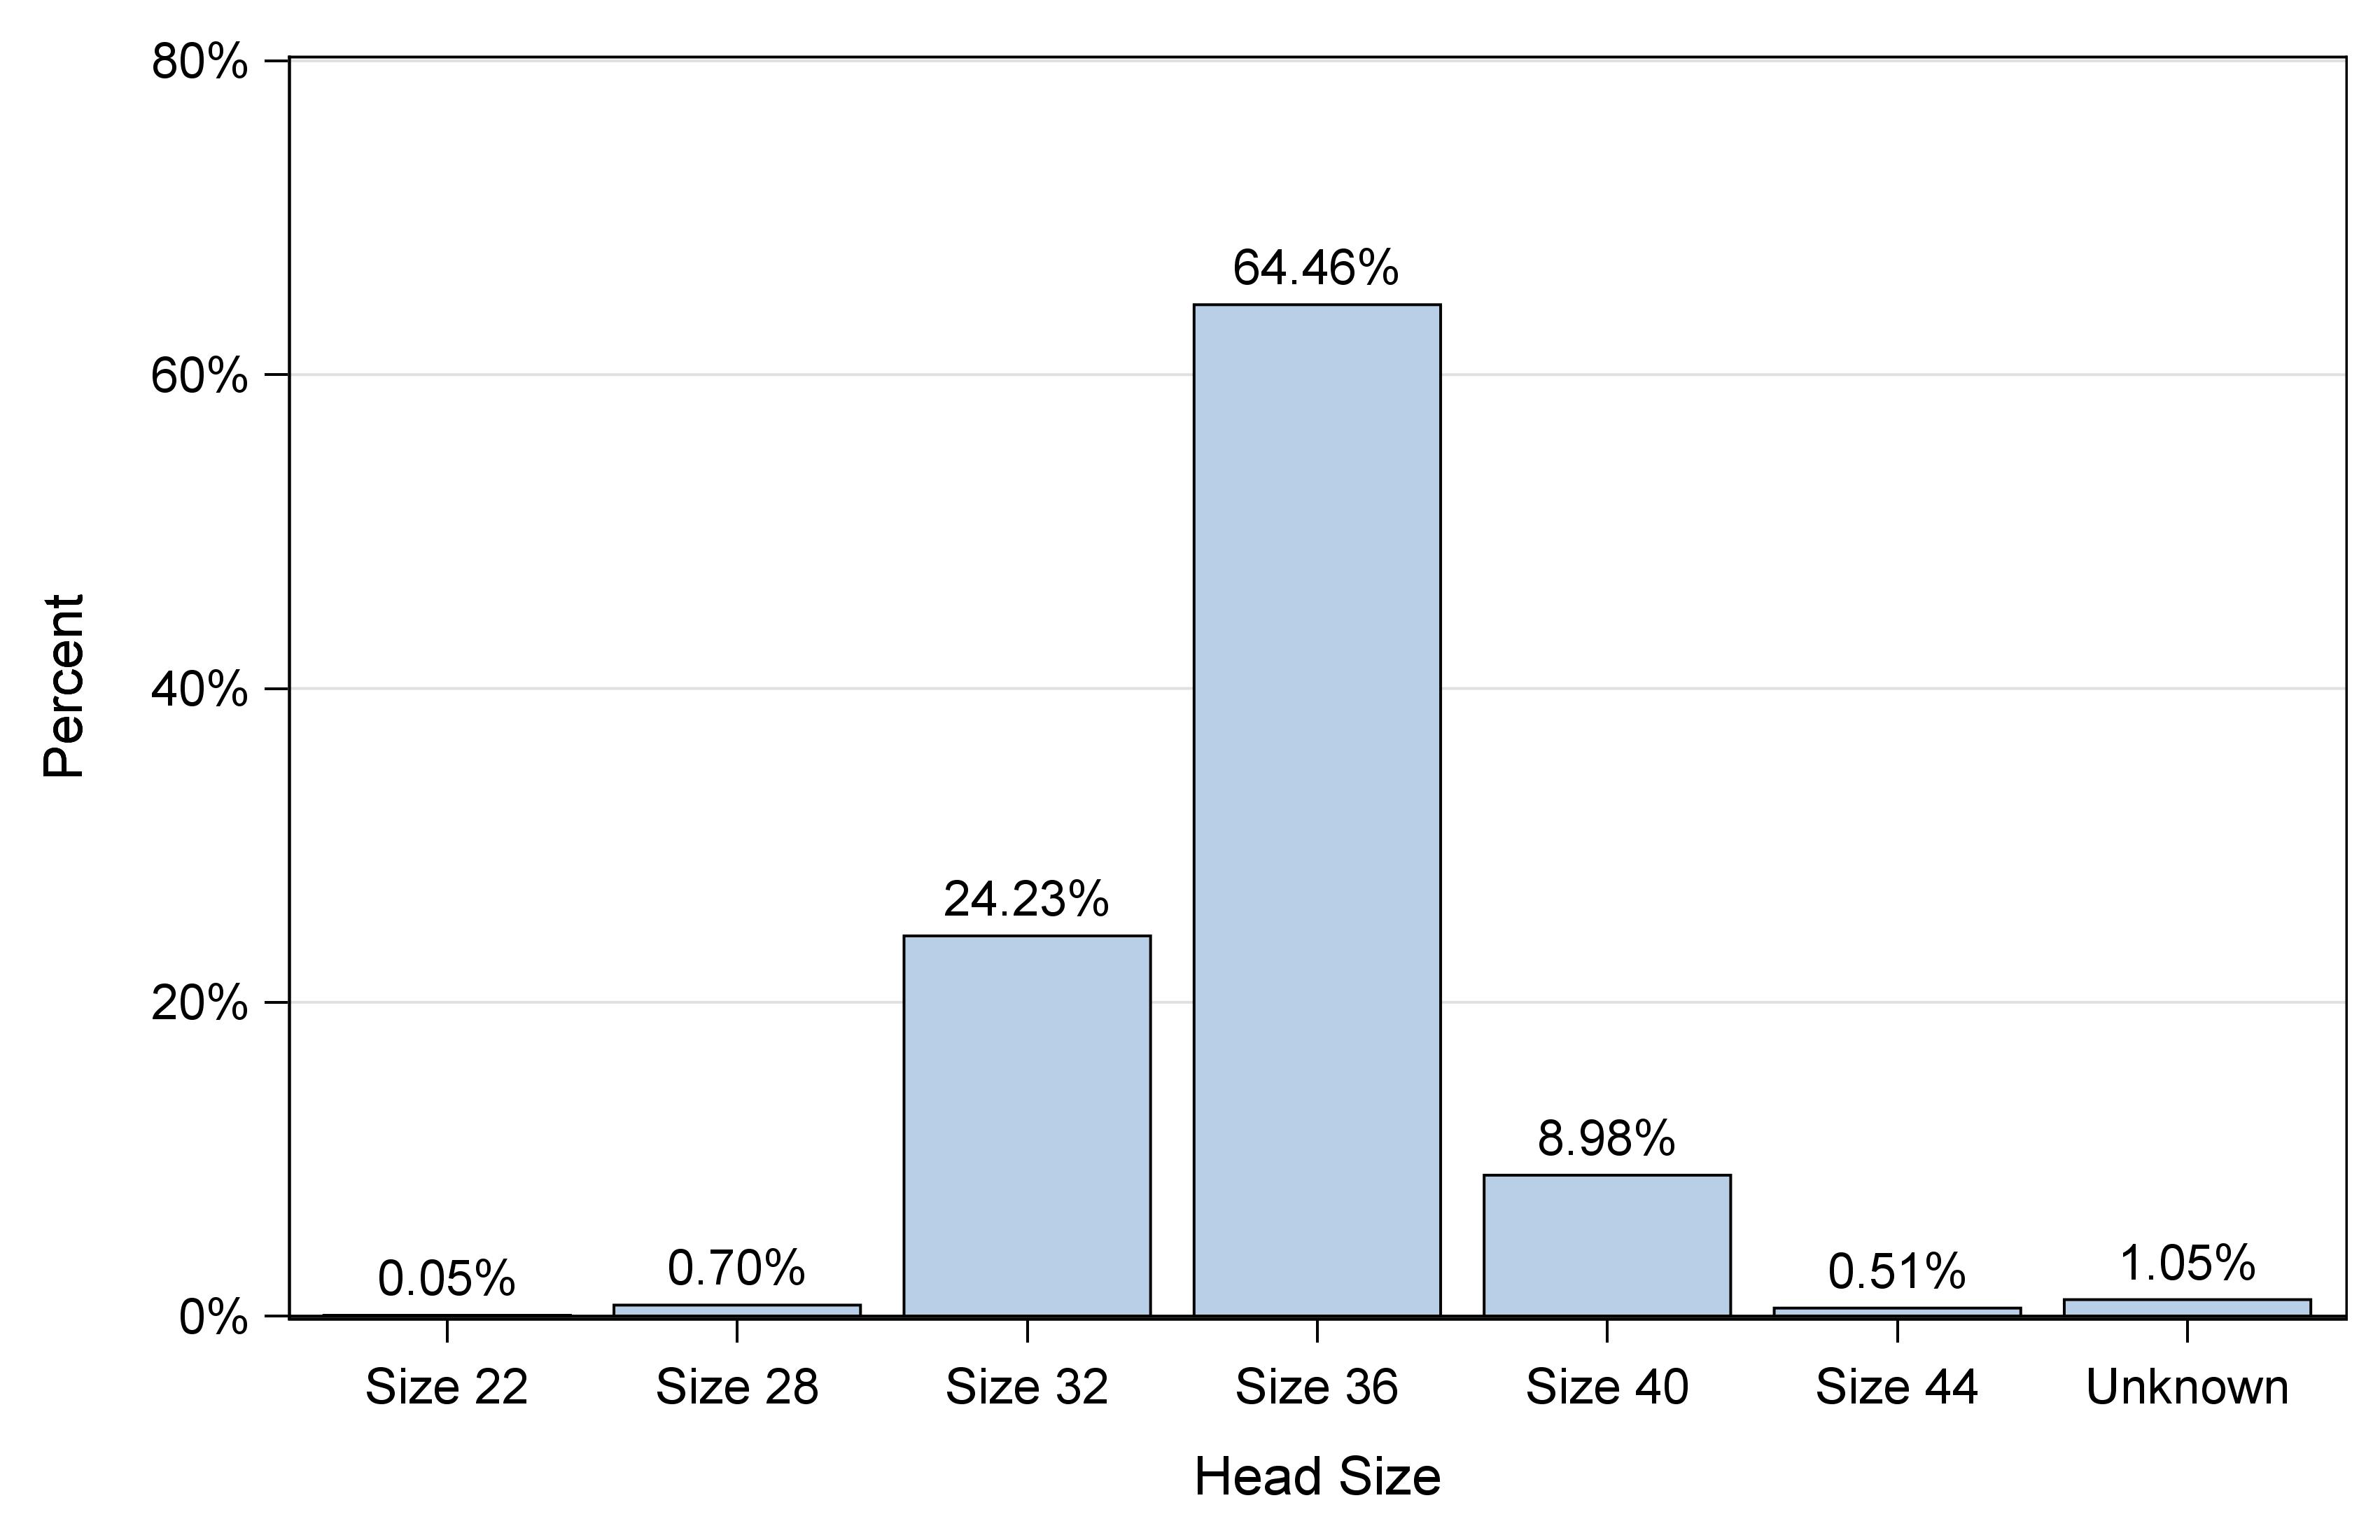 80%
60%
40%
20%
0%
Percent
64.46%
24.23%
8.98%
0.05%
0.70%
0.51%
1.05%
Size 22
Size 28
Size 32
Size 36
Size 40
Size 44
Unknown
Head Size